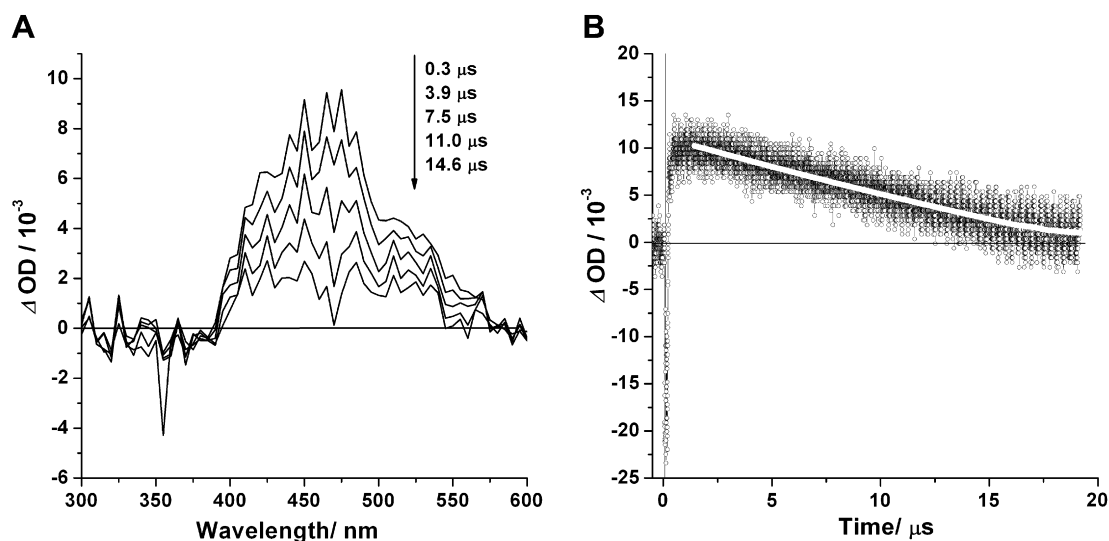 A
Δ OD / 10⁻³
10
8
6
4
2
0
-2
-4
-6
300 350 400 450 500 550 600
Wavelength/ nm
0.3 µs
3.9 µs
7.5 µs
11.0 µs
14.6 µs
B
Δ OD / 10⁻³
20
15
10
5
0
-5
-10
-15
-20
-25
0 5 10 15 20
Time/ µs